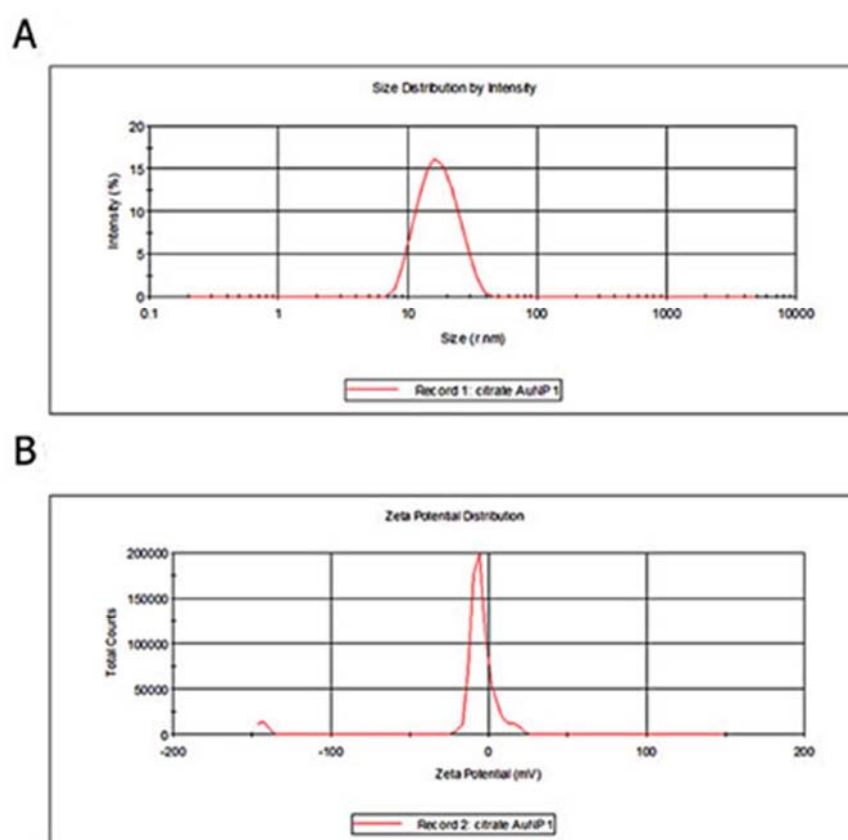 A
Size Distribution by Intensity
20
15
10
5
0
Intensity (%)
0.1 1 10 100 1000 10000
Size (r.nm)
Record 1: citrate AuNP 1
B
Zeta Potential Distribution
200000
150000
100000
50000
0
Total Counts
-200 -100 0 100 200
Zeta Potential (mV)
Record 2: citrate AuNP 1